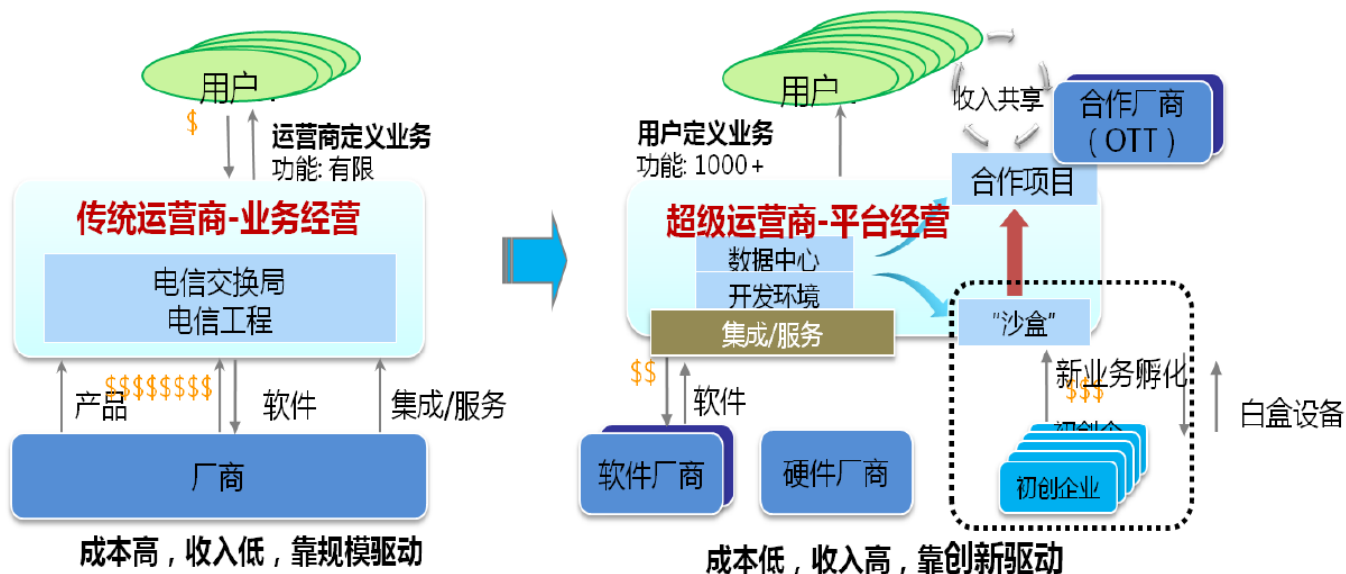 用户
$
运营商定义业务
功能: 有限
传统运营商-业务经营
电信交换局
电信工程
产品
$$$$$$$$
软件
集成/服务
厂商
成本高，收入低，靠规模驱动
用户
用户定义业务
功能: 1000+
收入共享
合作厂商
(OTT)
合作项目
超级运营商-平台经营
数据中心
开发环境
集成/服务
"沙盒"
$$
软件
新业务孵化
$$$
白盒设备
软件厂商
硬件厂商
初创企
初创企业
成本低，收入高，靠创新驱动